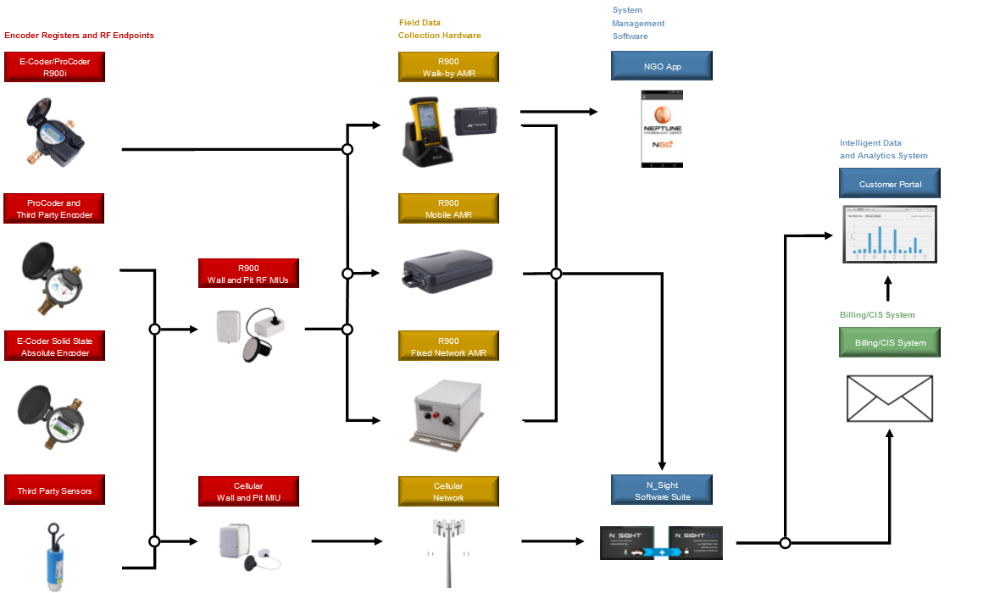 Encoder Registers and RF Endpoints
Field Data
Collection Hardware
System
Management
Software
E-Coder/ProCoder
R900i
R900
Walk-by AMR
NGO App
NEPTUNE
TECHNOLOGY GROUP
NGO
Intelligent Data
and Analytics System
Customer Portal
ProCoder and
Third Party Encoder
R900
Mobile AMR
R900
Wall and Pit RF MIUs
Billing/CIS System
Billing/CIS System
E-Coder Solid State
Absolute Encoder
R900
Fixed Network AMR
Third Party Sensors
Cellular
Wall and Pit MIU
Cellular
Network
N_Sight
Software Suite
N_SIGHT
N_SIGHT PLUS